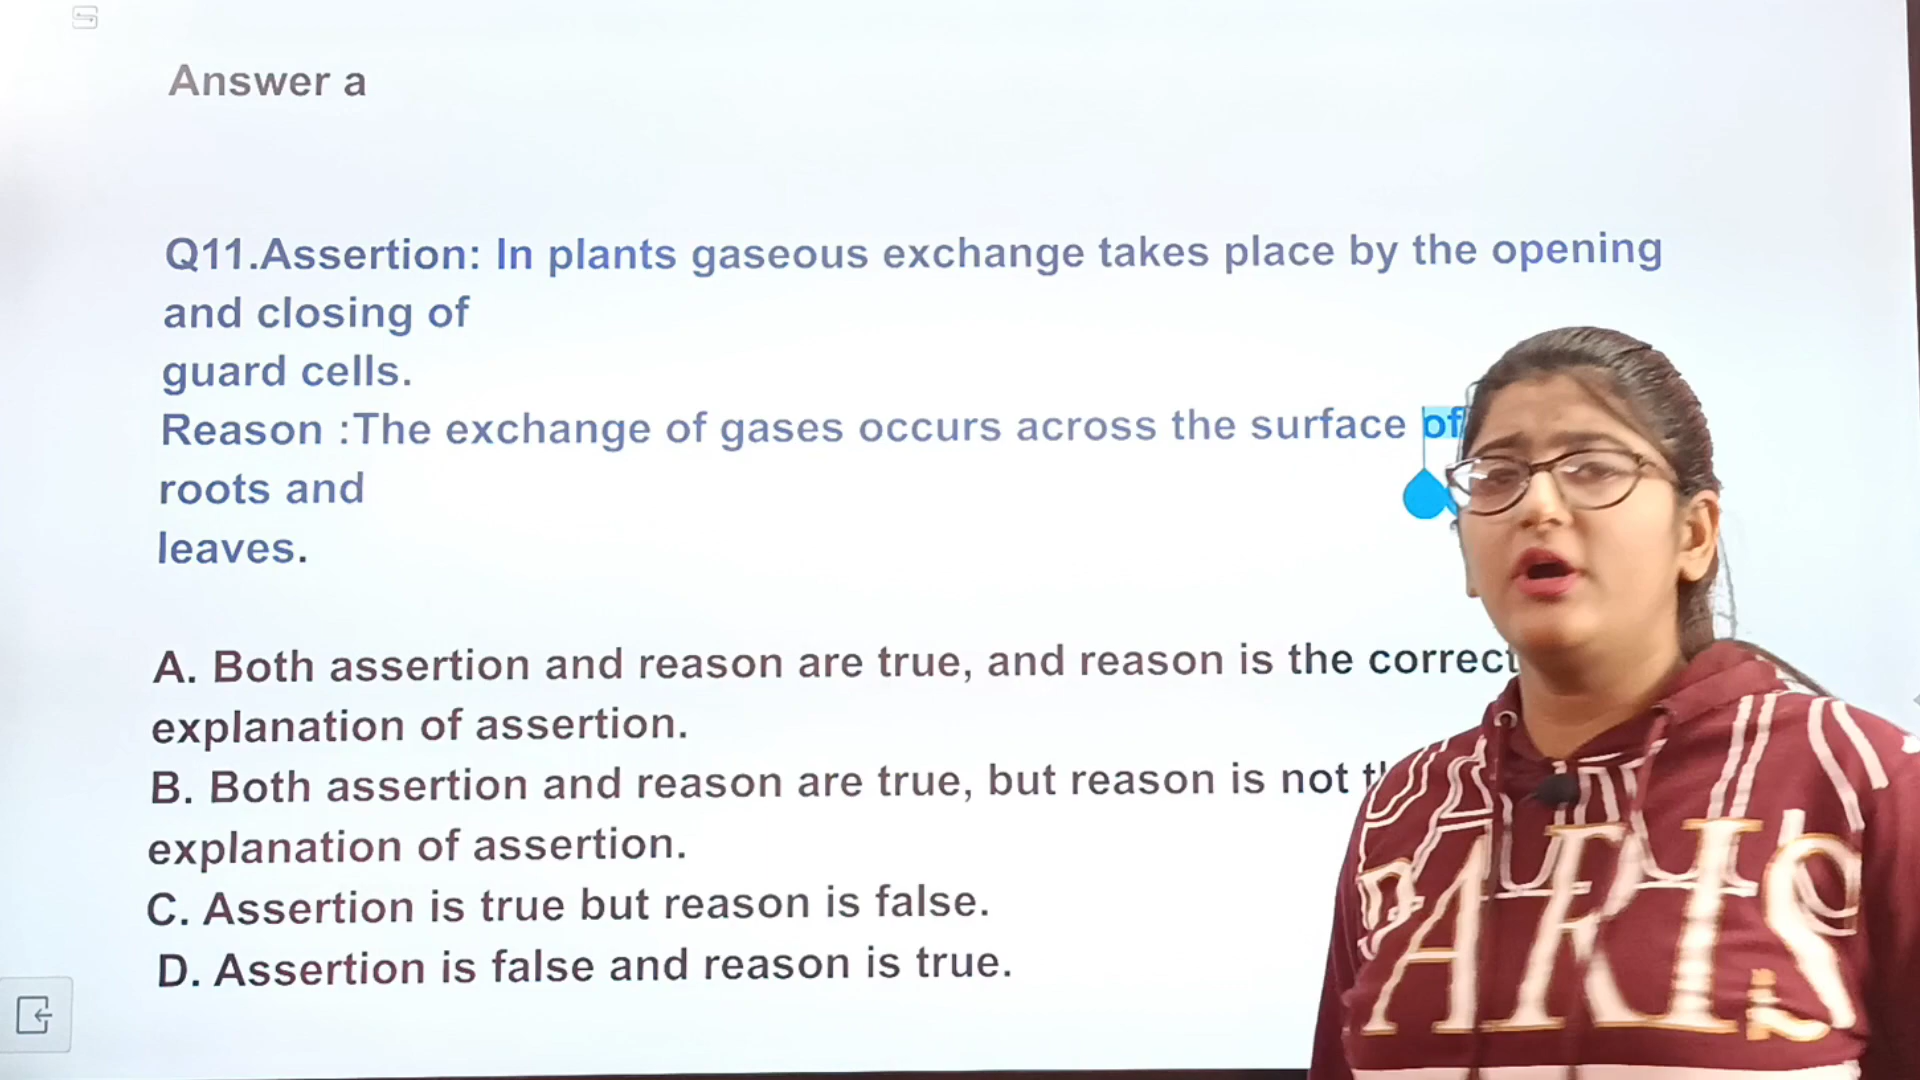 Answer a
Q11.Assertion: In plants gaseous exchange takes place by the opening
and closing of
guard cells.
Reason :The exchange of gases occurs across the surface of
roots and
leaves.
A. Both assertion and reason are true, and reason is the correct
explanation of assertion.
B. Both assertion and reason are true, but reason is not
explanation of assertion.
C. Assertion is true but reason is false.
D. Assertion is false and reason is true.
PARIS